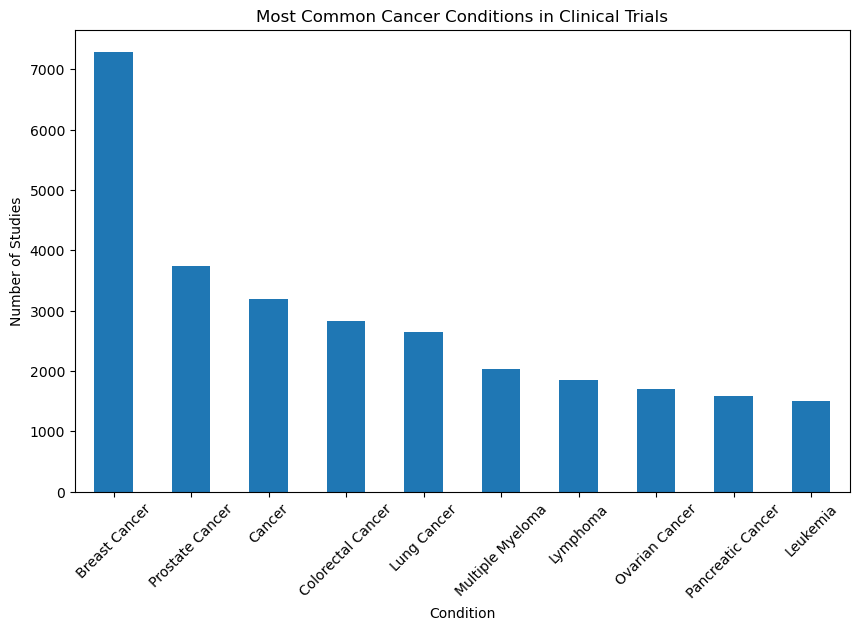 Most Common Cancer Conditions in Clinical Trials
Number of Studies
7000
6000
5000
4000
3000
2000
1000
0
Breast Cancer
Prostate Cancer
Cancer
Colorectal Cancer
Lung Cancer
Multiple Myeloma
Lymphoma
Ovarian Cancer
Pancreatic Cancer
Leukemia
Condition